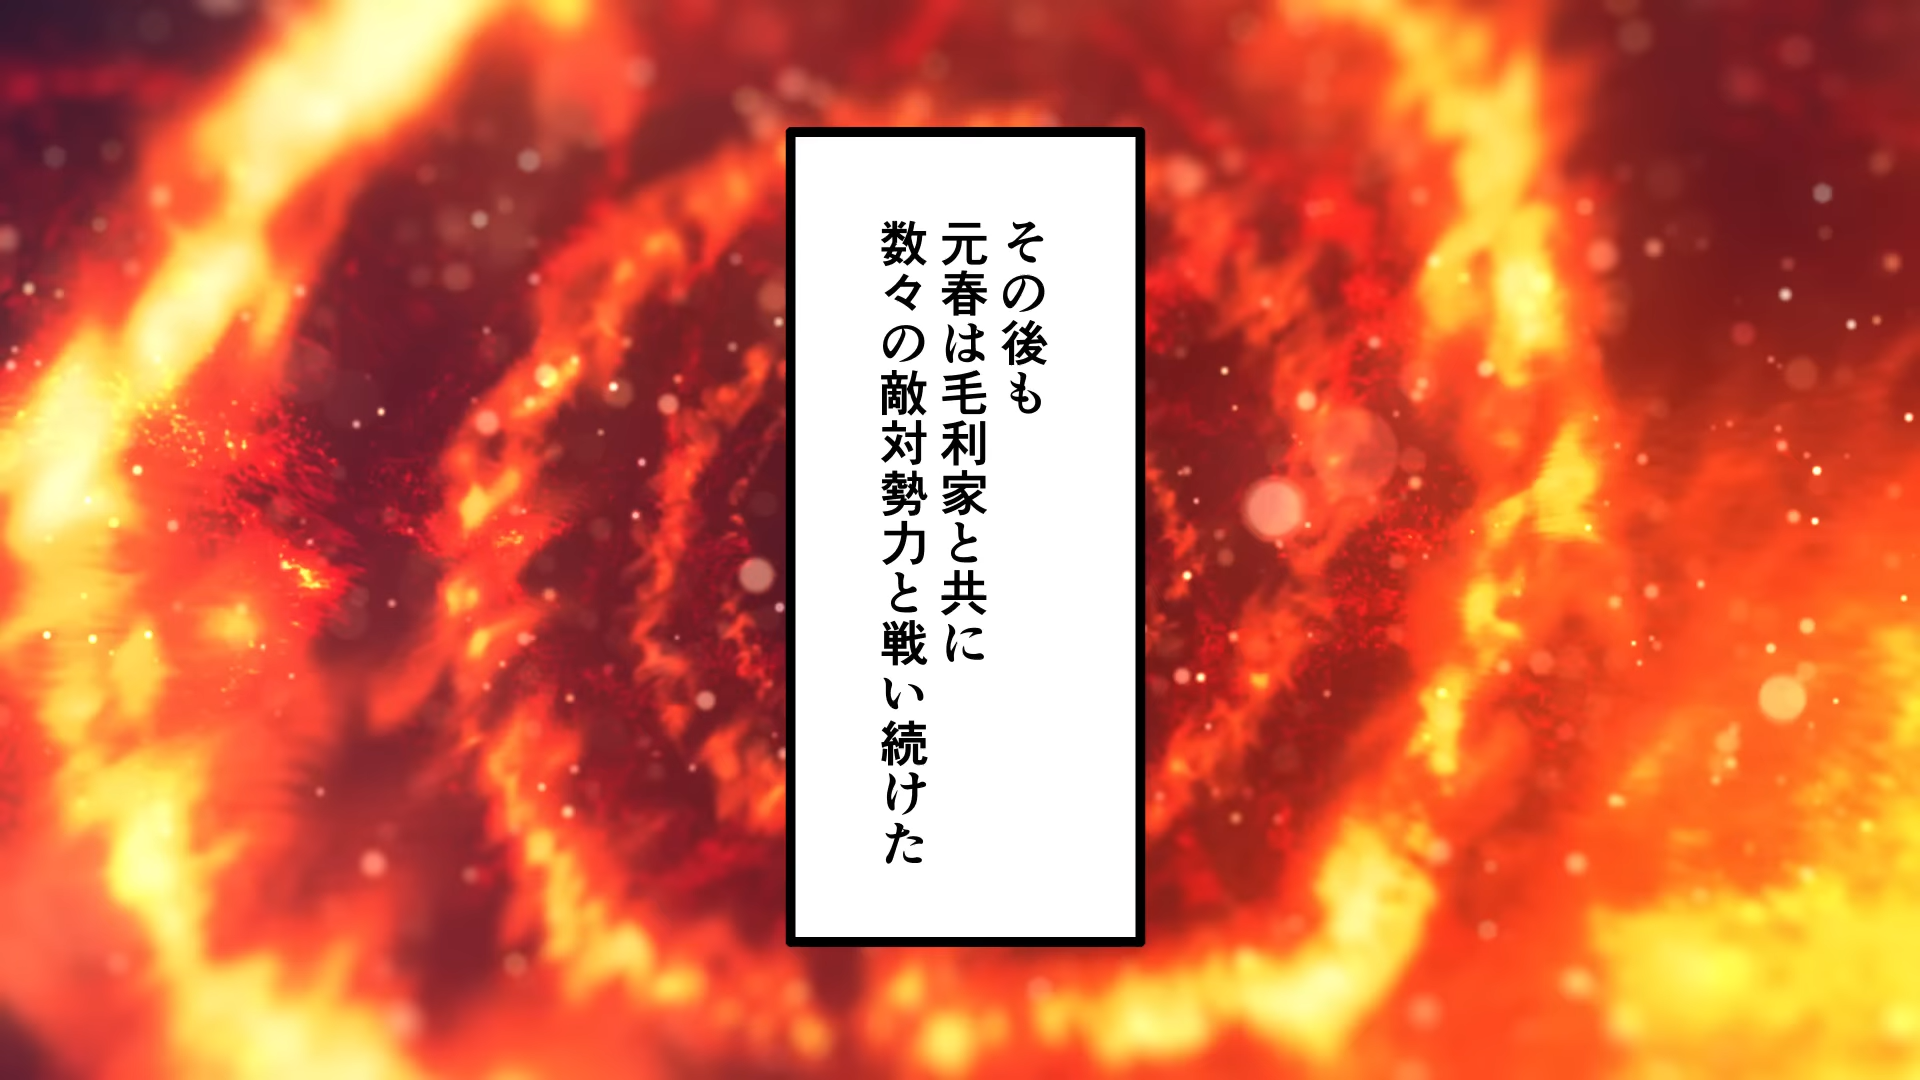 その後も
元春は毛利家と共に
数々の敵対勢力と戦い続けた